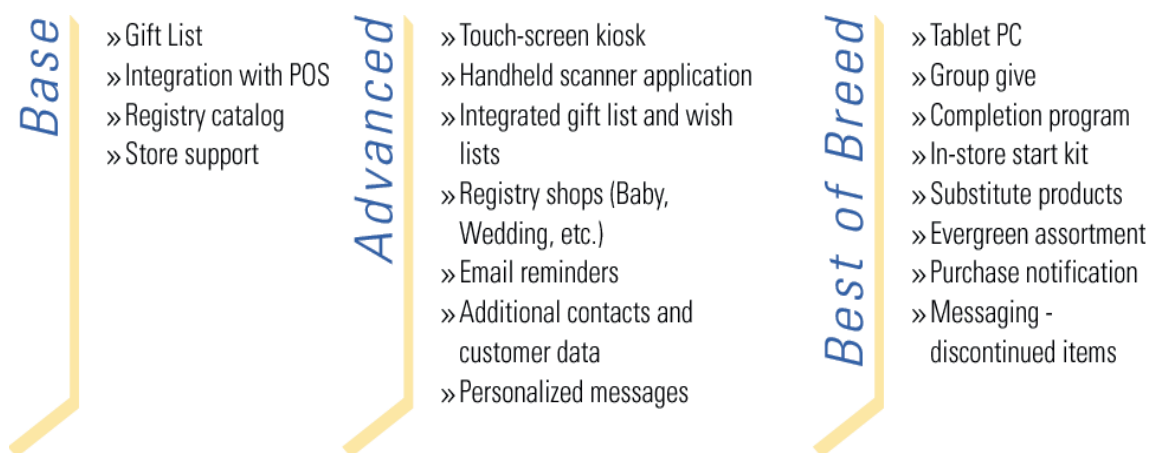 Base
» Gift List
» Integration with POS
» Registry catalog
» Store support
Advanced
» Touch-screen kiosk
» Handheld scanner application
» Integrated gift list and wish
lists
» Registry shops (Baby,
Wedding, etc.)
» Email reminders
» Additional contacts and
customer data
» Personalized messages
Best of Breed
» Tablet PC
» Group give
» Completion program
» In-store start kit
» Substitute products
» Evergreen assortment
» Purchase notification
» Messaging -
discontinued items